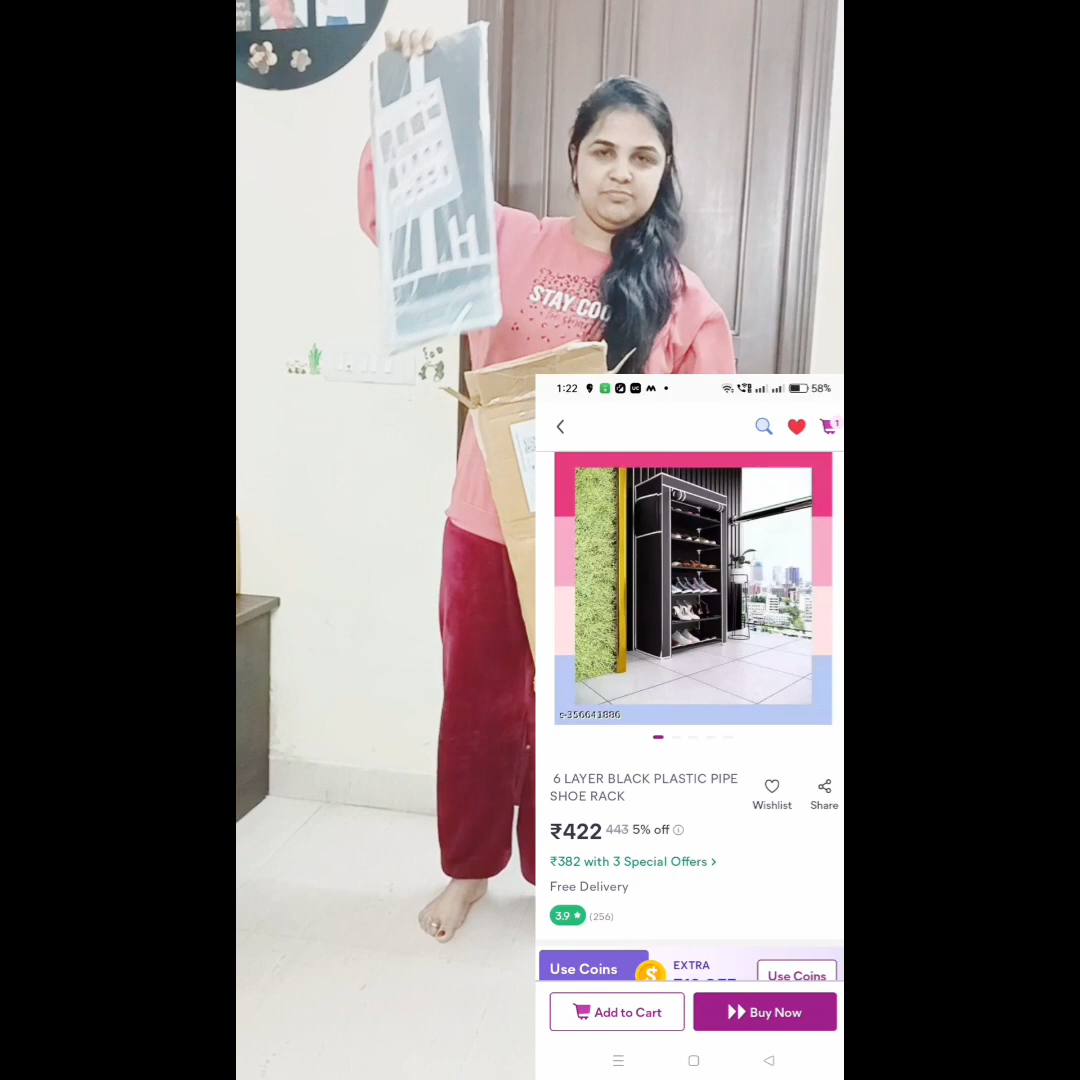 STAY COO
1:22
UC
58%
1
s-356641886
6 LAYER BLACK PLASTIC PIPE
SHOE RACK
Wishlist
Share
₹422 443 5% off
₹382 with 3 Special Offers >
Free Delivery
3.9 ★ (256)
Use Coins
EXTRA
Use Coins
Add to Cart
Buy Now